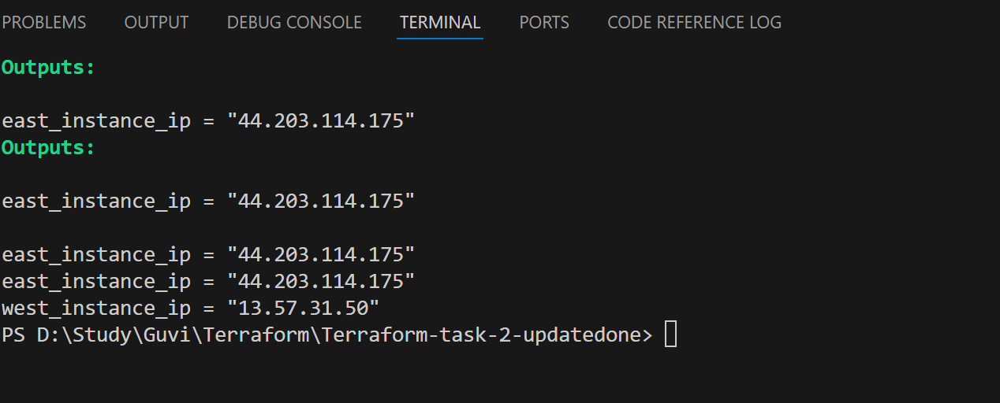 PROBLEMS OUTPUT DEBUG CONSOLE TERMINAL PORTS CODE REFERENCE LOG
Outputs:
east_instance_ip = "44.203.114.175"
Outputs:
east_instance_ip = "44.203.114.175"
east_instance_ip = "44.203.114.175"
east_instance_ip = "44.203.114.175"
west_instance_ip = "13.57.31.50"
PS D:\Study\Guvi\Terraform\Terraform-task-2-updatedone>